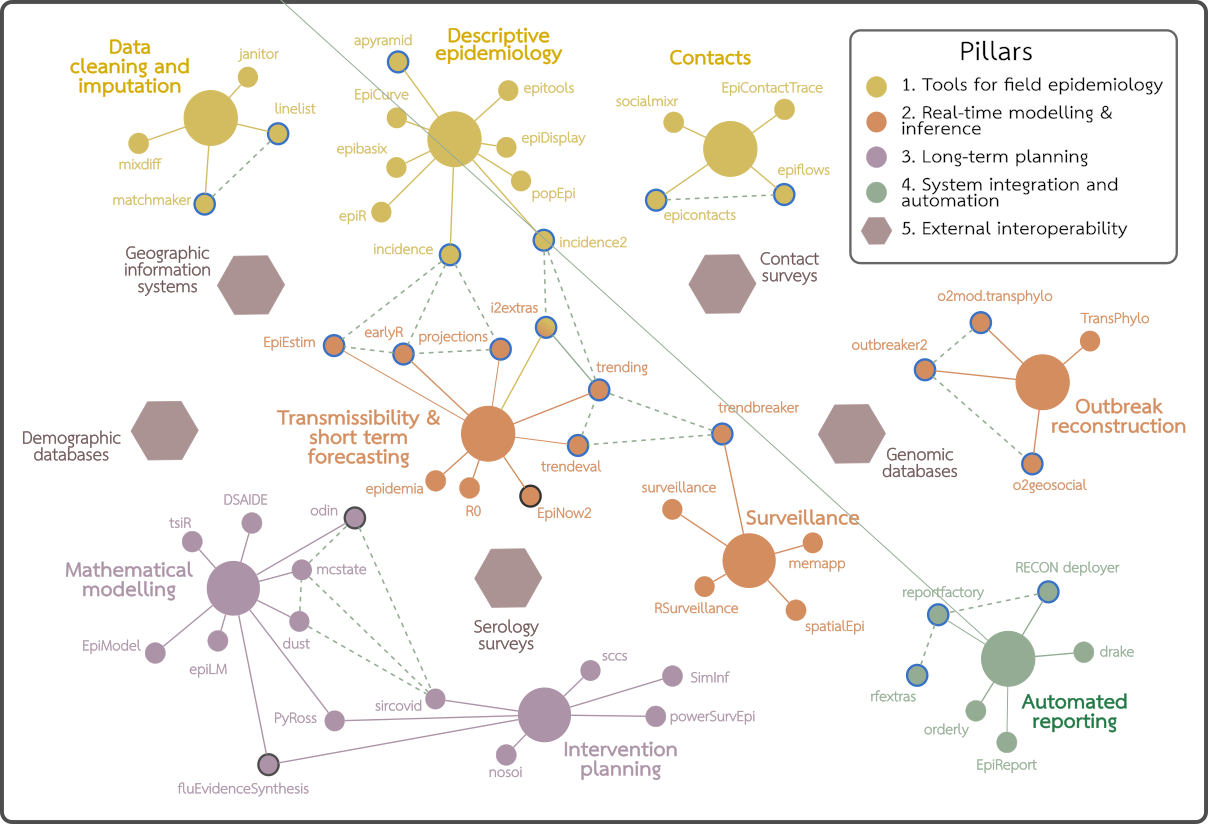 Data
cleaning and
imputation
janitor
linelist
mixdiff
matchmaker
Descriptive
epidemiology
apyramid
EpiCurve
epitools
epiDisplay
epibasix
popEpi
epiR
incidence
incidence2
Contacts
socialmixr
EpiContactTrace
epiflows
epicontacts
Pillars
1. Tools for field epidemiology
2. Real-time modelling &
inference
3. Long-term planning
4. System integration and
automation
5. External interoperability
Geographic
information
systems
Contact
surveys
i2extras
EpiEstim
earlyR
projections
trending
trendbreaker
Transmissibility &
short term
forecasting
trendeval
epidemia
R0
EpiNow2
o2mod.transphylo
TransPhylo
outbreaker2
Outbreak
reconstruction
o2geosocial
Demographic
databases
Genomic
databases
surveillance
Surveillance
memapp
RSurveillance
spatialEpi
DSAIDE
odin
tsiR
Mathematical
modelling
mcstate
EpiModel
epiLM
dust
PyRoss
sircovid
fluEvidenceSynthesis
Serology
surveys
sccs
SimInf
powerSurvEpi
Intervention
planning
nosoi
RECON deployer
reportfactory
drake
rfextras
Automated
reporting
orderly
EpiReport